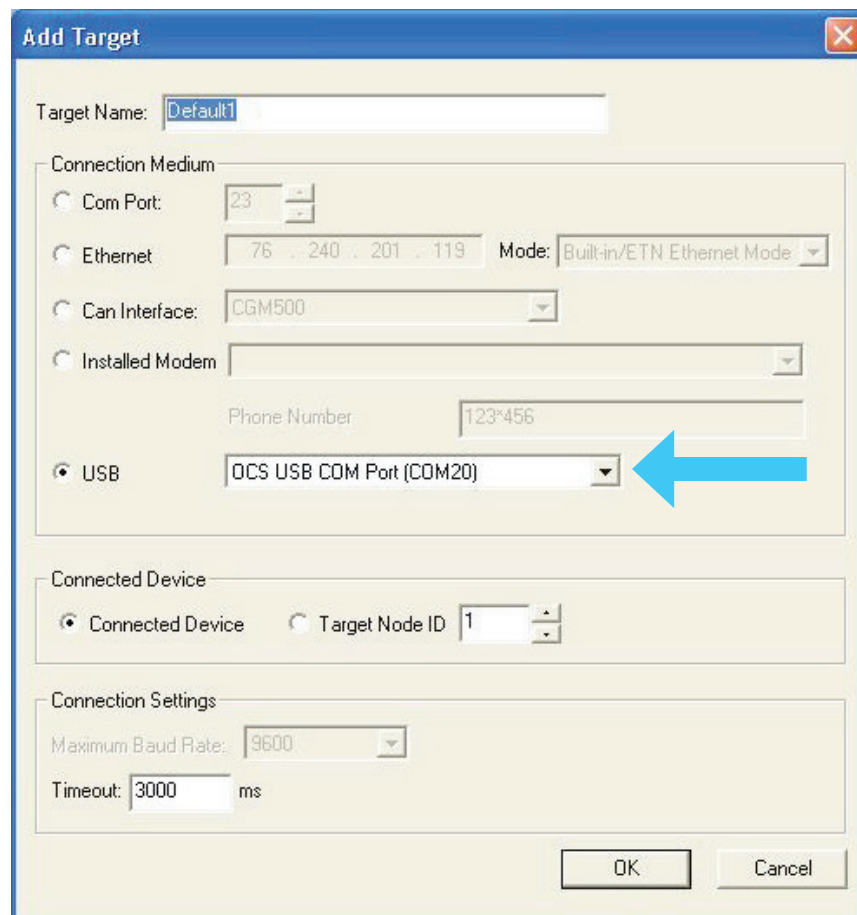 Add Target
Target Name: Default1
Connection Medium
Com Port: 23
Ethernet 76 . 240 . 201 . 119 Mode: Built-in/ETN Ethernet Mode
Can Interface: CGM500
Installed Modem
Phone Number 123*456
USB OCS USB COM Port (COM20)
Connected Device
Connected Device Target Node ID 1
Connection Settings
Maximum Baud Rate: 9600
Timeout: 3000 ms
OK Cancel